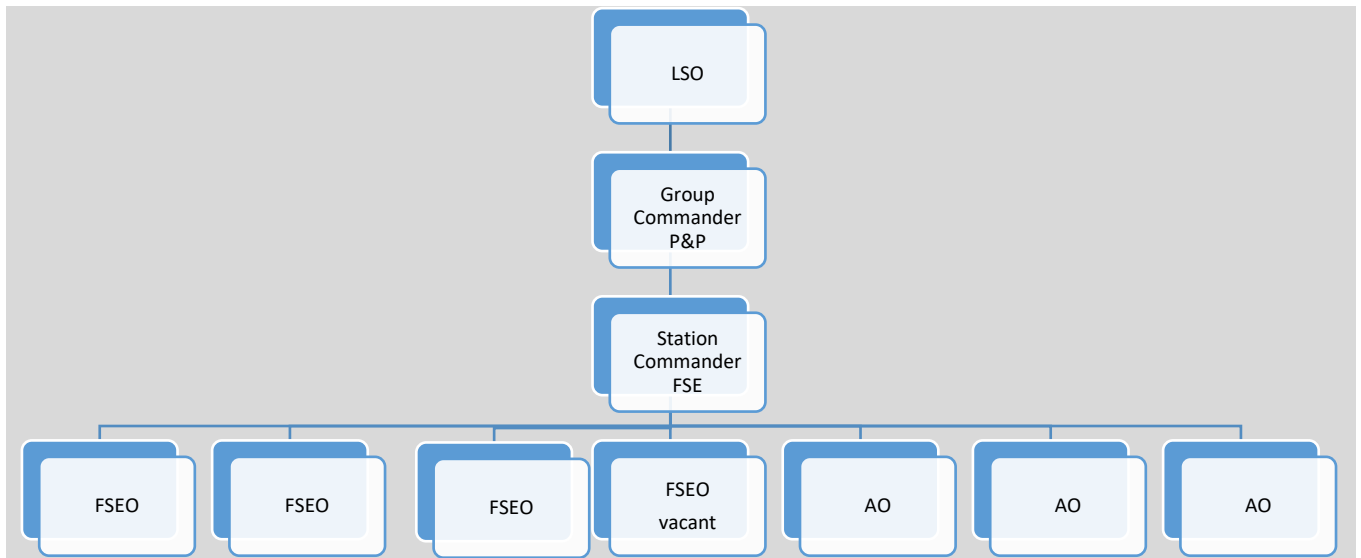 LSO
Group
Commander
P&P
Station
Commander
FSE
FSEO
FSEO
FSEO
FSEO
vacant
AO
AO
AO